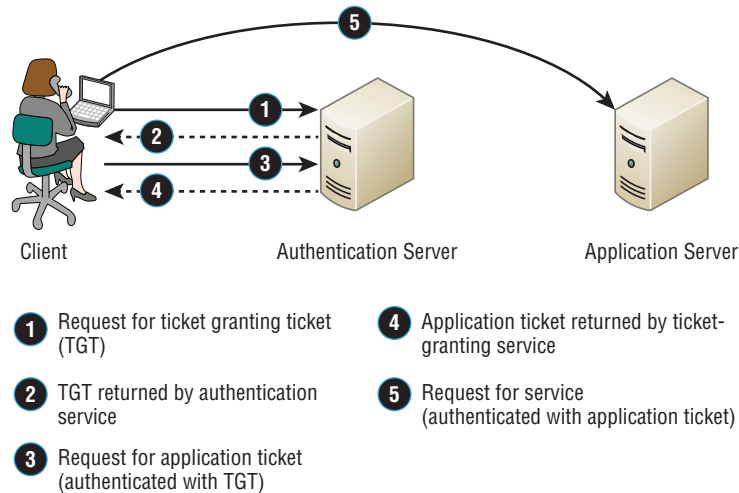 5
1
2
3
4
Client
Authentication Server
Application Server
1 Request for ticket granting ticket
(TGT)
2 TGT returned by authentication
service
3 Request for application ticket
(authenticated with TGT)
4 Application ticket returned by ticket-
granting service
5 Request for service
(authenticated with application ticket)